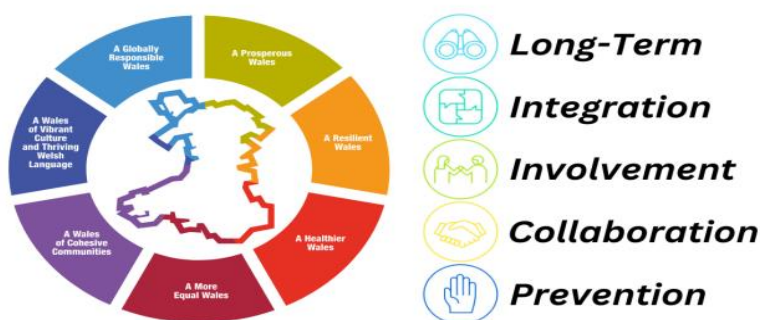 A Globally
Responsible
Wales
A Prosperous
Wales
A Resilient
Wales
A Healthier
Wales
A More
Equal Wales
A Wales
of Cohesive
Communities
A Wales
of Vibrant
Culture
and Thriving
Welsh
Language
Long-Term
Integration
Involvement
Collaboration
Prevention